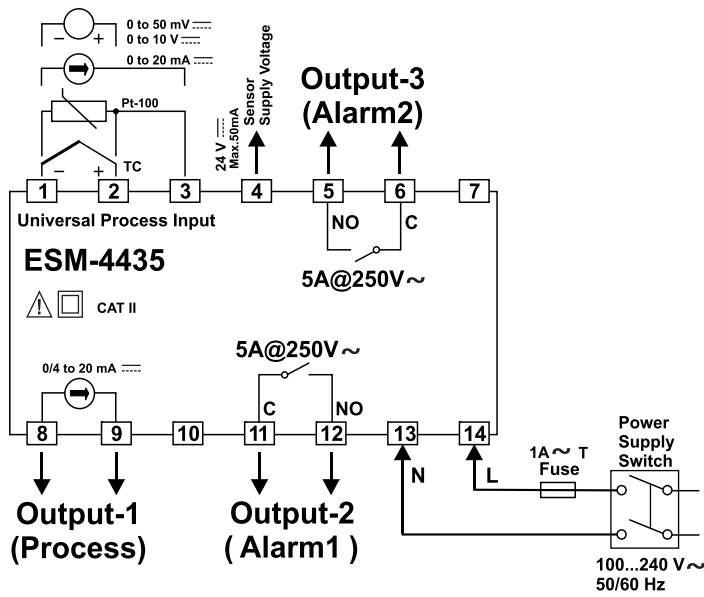 0 to 50 mV
− +
0 to 10 V
0 to 20 mA
Pt-100
− +
TC
24 V
Max.50mA
Sensor
Supply Voltage
Output-3
(Alarm2)
1 2 3 4 5 6 7
Universal Process Input
NO C
5A@250V~
ESM-4435
CAT II
5A@250V~
0/4 to 20 mA
C NO
8 9 10 11 12 13 14
N L
1A~ T
Fuse
Power
Supply
Switch
Output-1
(Process)
Output-2
( Alarm1 )
100...240 V~
50/60 Hz